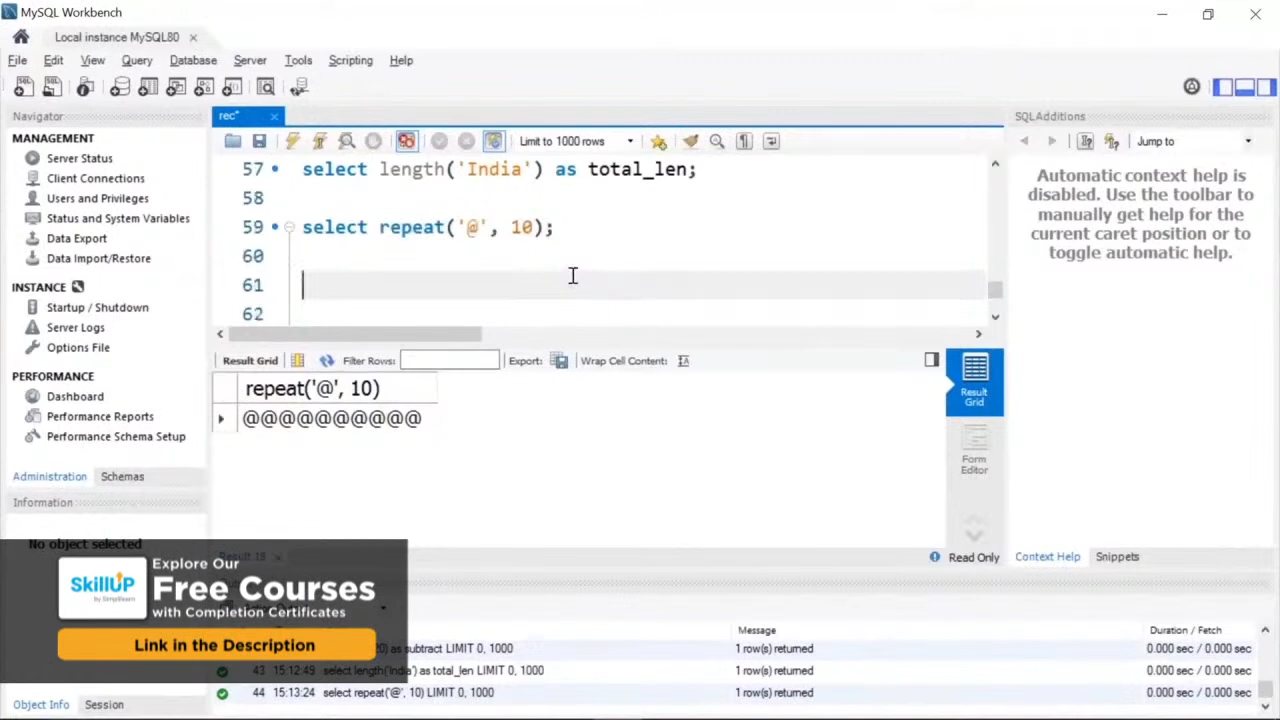 MySQL Workbench
Local instance MySQL80
File Edit View Query Database Server Tools Scripting Help
Navigator
MANAGEMENT
Server Status
Client Connections
Users and Privileges
Status and System Variables
Data Export
Data Import/Restore
INSTANCE
Startup / Shutdown
Server Logs
Options File
PERFORMANCE
Dashboard
Performance Reports
Performance Schema Setup
Administration Schemas
Information
No object selected
rec*
Limit to 1000 rows
57 select length('India') as total_len;
58
59 select repeat('@', 10);
60
61
62
Result Grid Filter Rows: Export: Wrap Cell Content:
repeat('@', 10)
@@@@@@@@@@
Result Grid
Form Editor
Result 18
Read Only
SQLAdditions
Jump to
Automatic context help is
disabled. Use the toolbar to
manually get help for the
current caret position or to
toggle automatic help.
Context Help Snippets
Message Duration / Fetch
20) as subtract LIMIT 0, 1000 1 row(s) returned 0.000 sec / 0.000 sec
43 15:12:49 select length('India') as total_len LIMIT 0, 1000 1 row(s) returned 0.000 sec / 0.000 sec
44 15:13:24 select repeat('@', 10) LIMIT 0, 1000 1 row(s) returned 0.000 sec / 0.000 sec
SkillUP
by Simplilearn
Explore Our
Free Courses
with Completion Certificates
Link in the Description
Object Info Session